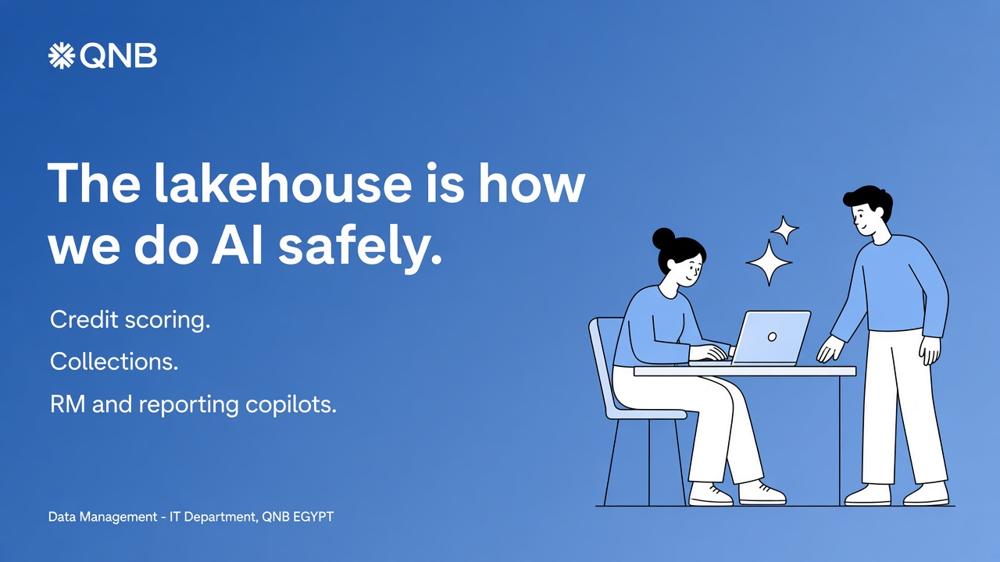 QNB
The lakehouse is how
we do AI safely.
Credit scoring.
Collections.
RM and reporting copilots.
Data Management - IT Department, QNB EGYPT